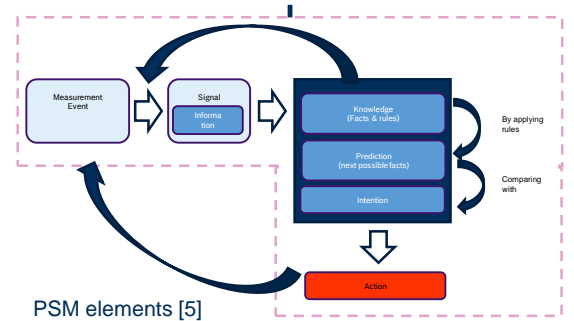 Measurement
Event
Signal
Informa
tion
Knowledge
(Facts & rules)
Prediction
(next possible facts)
Intention
By applying
rules
Comparing
with
Action
PSM elements [5]